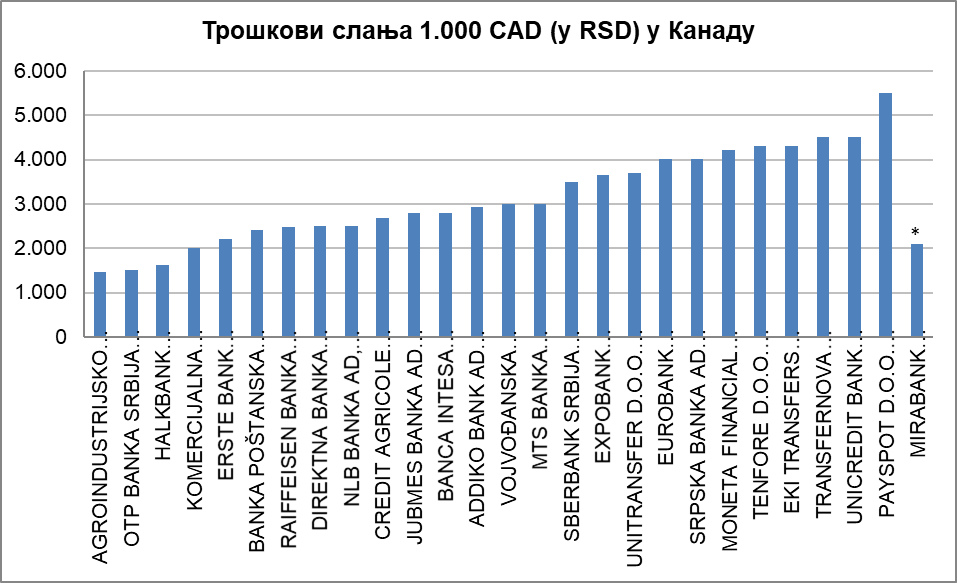 Трошкови слања 1.000 CAD (у RSD) у Канаду
6.000
5.000
4.000
3.000
2.000
1.000
0
*
AGROINDUSTRIJSKO…
OTP BANKA SRBIJA…
HALKBANK…
KOMERCIJALNA…
ERSTE BANK…
BANKA POŠTANSKA…
RAIFFEISEN BANKA…
DIREKTNA BANKA…
NLB BANKA AD,…
CREDIT AGRICOLE…
JUBMES BANKA AD…
BANCA INTESA…
ADDIKO BANK AD…
VOJVOĐANSKA…
MTS BANKA…
SBERBANK SRBIJA…
EXPOBANK…
UNITRANSFER D.O.O.…
EUROBANK…
SRPSKA BANKA AD…
MONETA FINANCIAL…
TENFORE D.O.O.…
EKI TRANSFERS…
TRANSFERNOVA…
UNICREDIT BANK…
PAYSPOT D.O.O.…
MIRABANK…